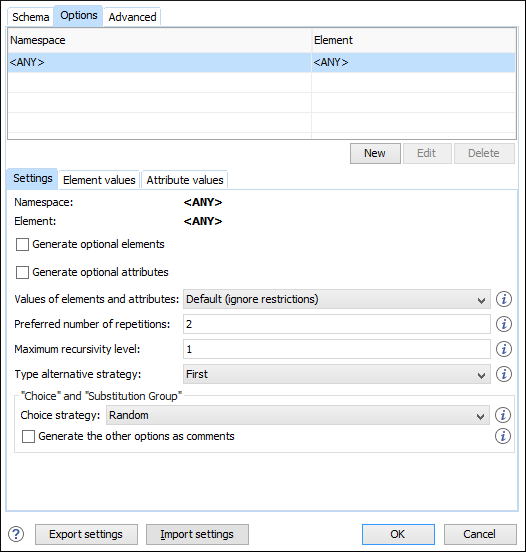 Schema Options Advanced
Namespace Element
<ANY> <ANY>
New Edit Delete
Settings Element values Attribute values
Namespace: <ANY>
Element: <ANY>
Generate optional elements
Generate optional attributes
Values of elements and attributes: Default (ignore restrictions)
Preferred number of repetitions: 2
Maximum recursivity level: 1
Type alternative strategy: First
"Choice" and "Substitution Group"
Choice strategy: Random
Generate the other options as comments
? Export settings Import settings OK Cancel